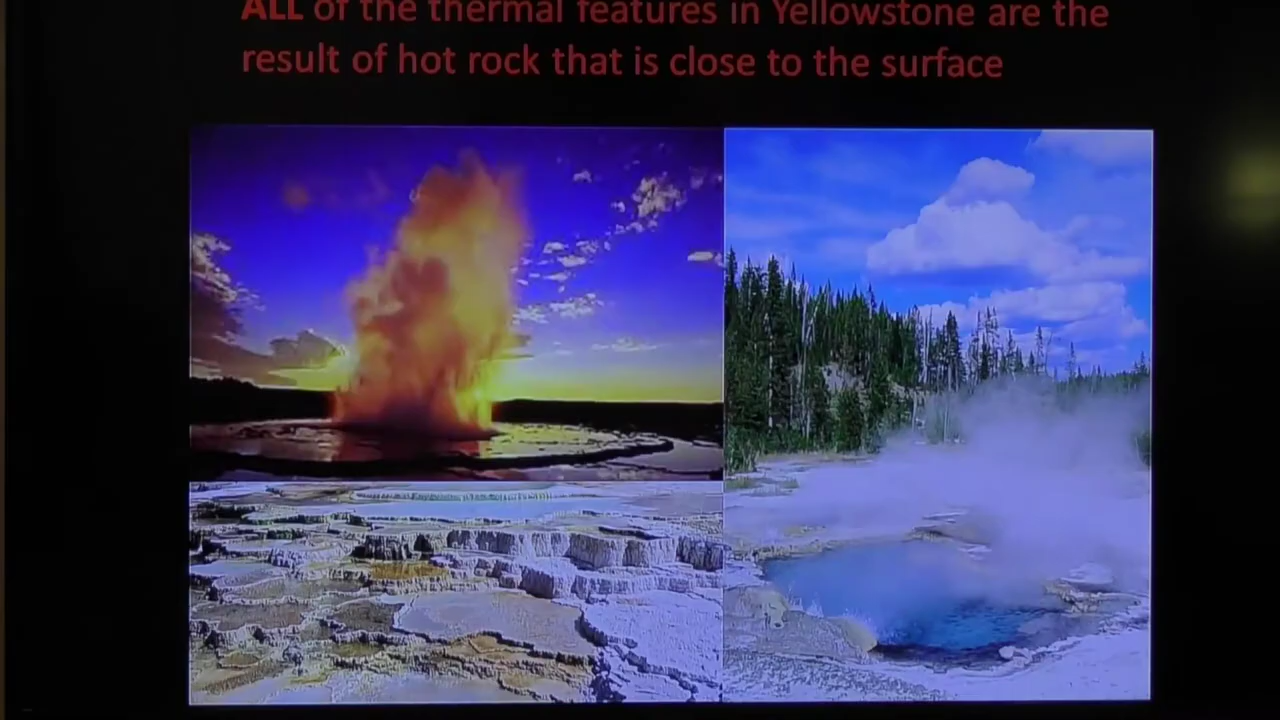 ALL of the thermal features in Yellowstone are the
result of hot rock that is close to the surface